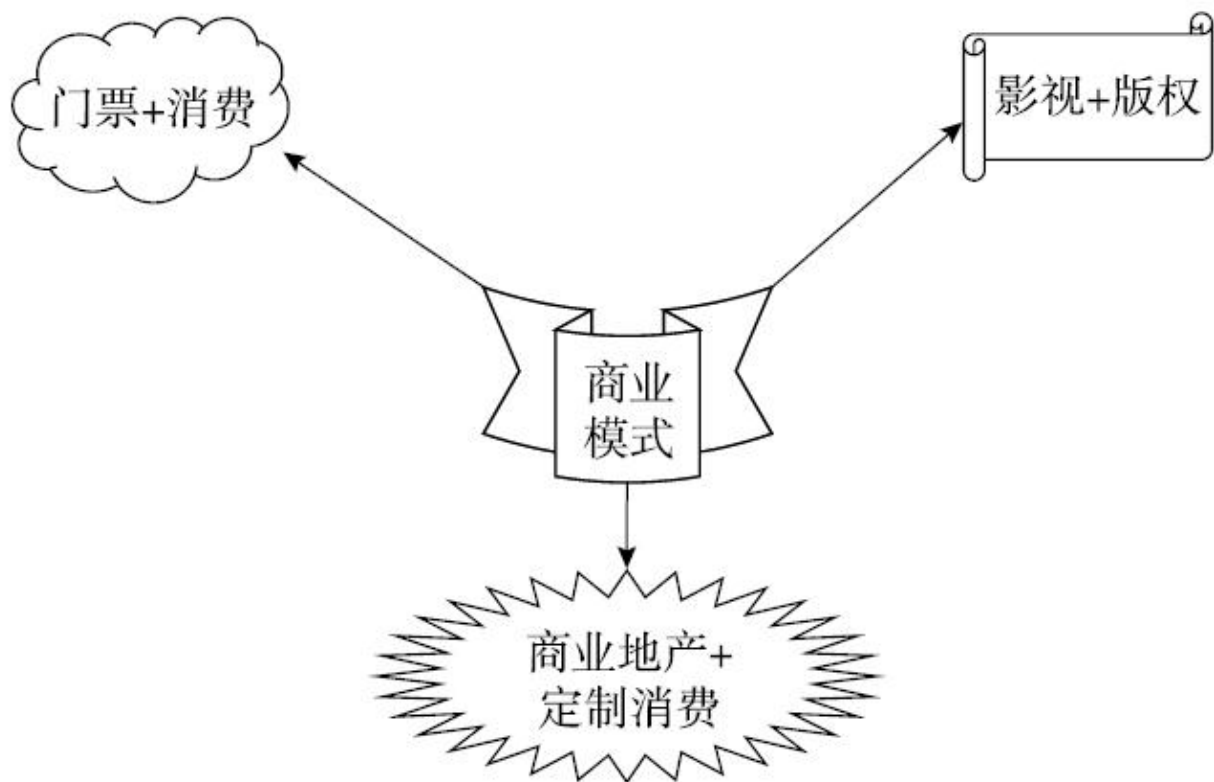 门票+消费
影视+版权
商业
模式
商业地产+
定制消费